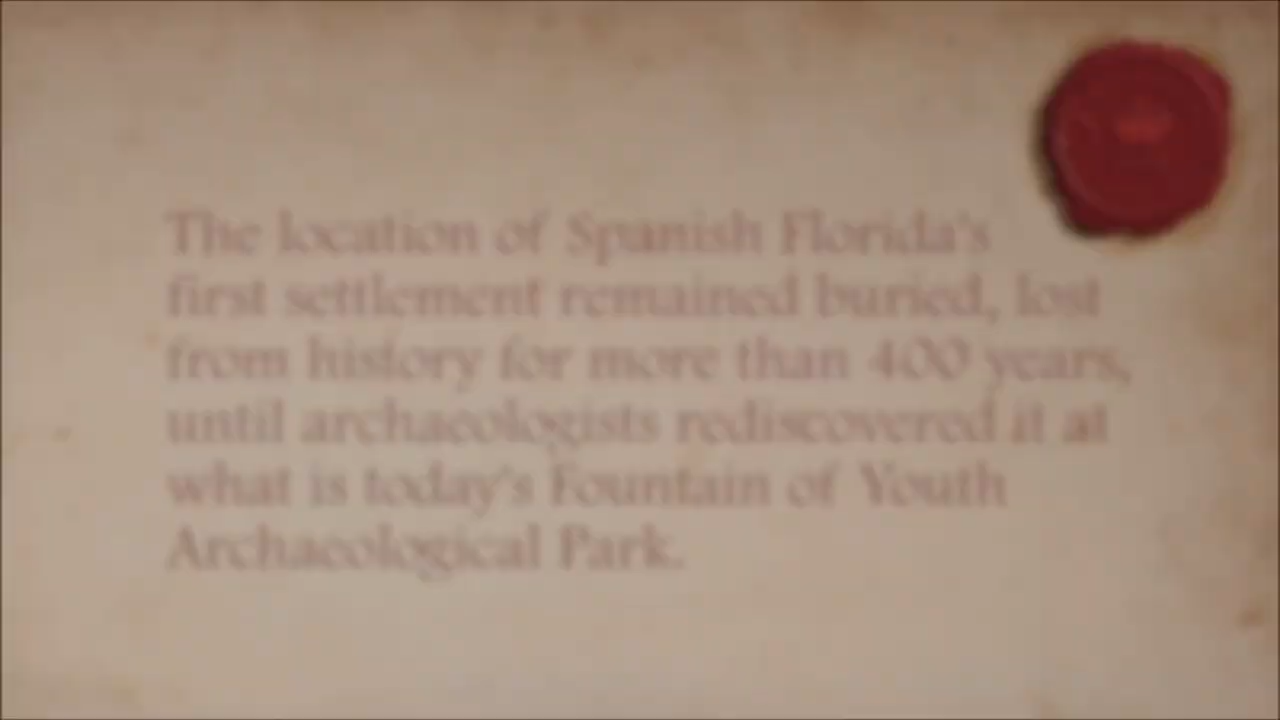 The location of Spanish Florida's
first settlement remained buried, lost
from history for more than 400 years,
until archaeologists rediscovered it at
what is today's Fountain of Youth
Archaeological Park.